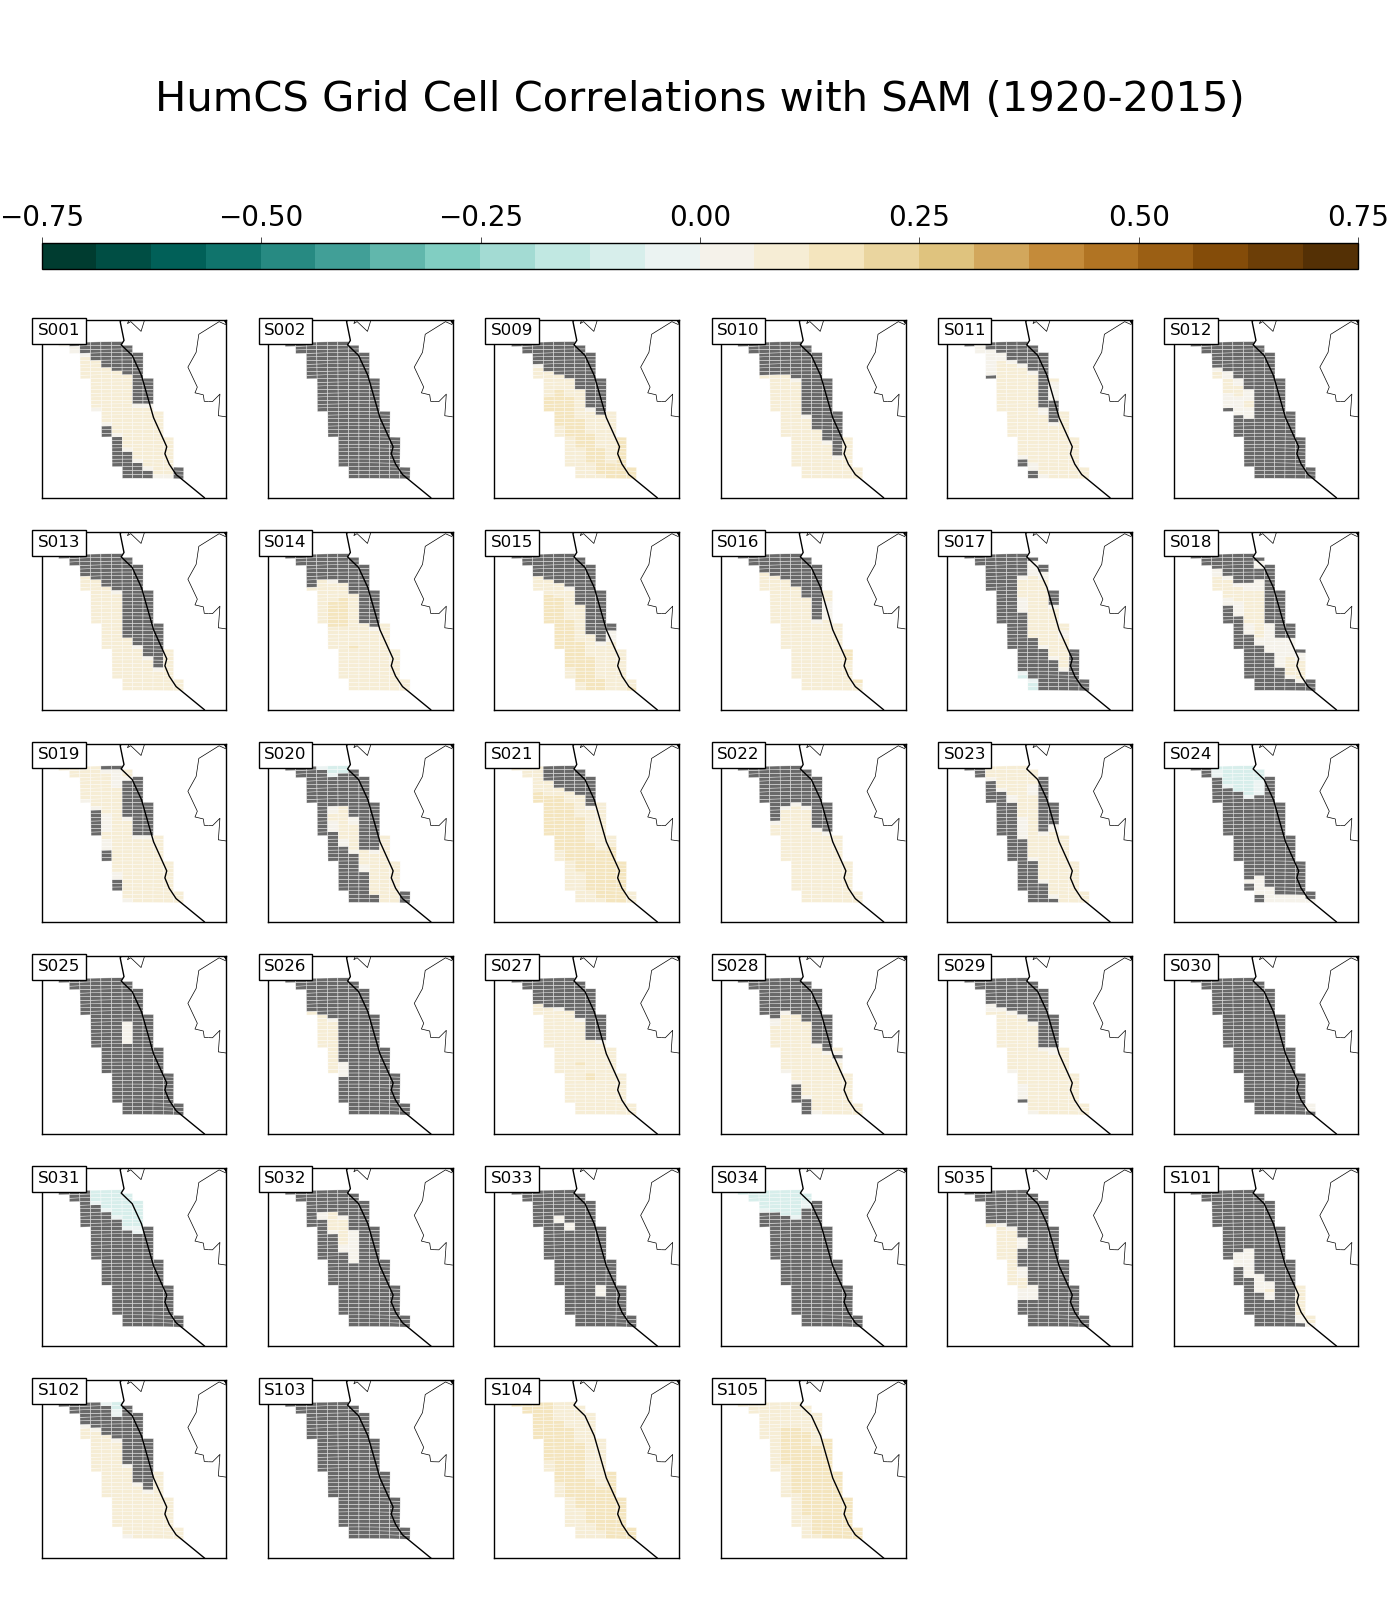 HumCS Grid Cell Correlations with SAM (1920-2015)
−0.75 −0.50 −0.25 0.00 0.25 0.50 0.75
S001 S002 S009 S010 S011 S012
S013 S014 S015 S016 S017 S018
S019 S020 S021 S022 S023 S024
S025 S026 S027 S028 S029 S030
S031 S032 S033 S034 S035 S101
S102 S103 S104 S105